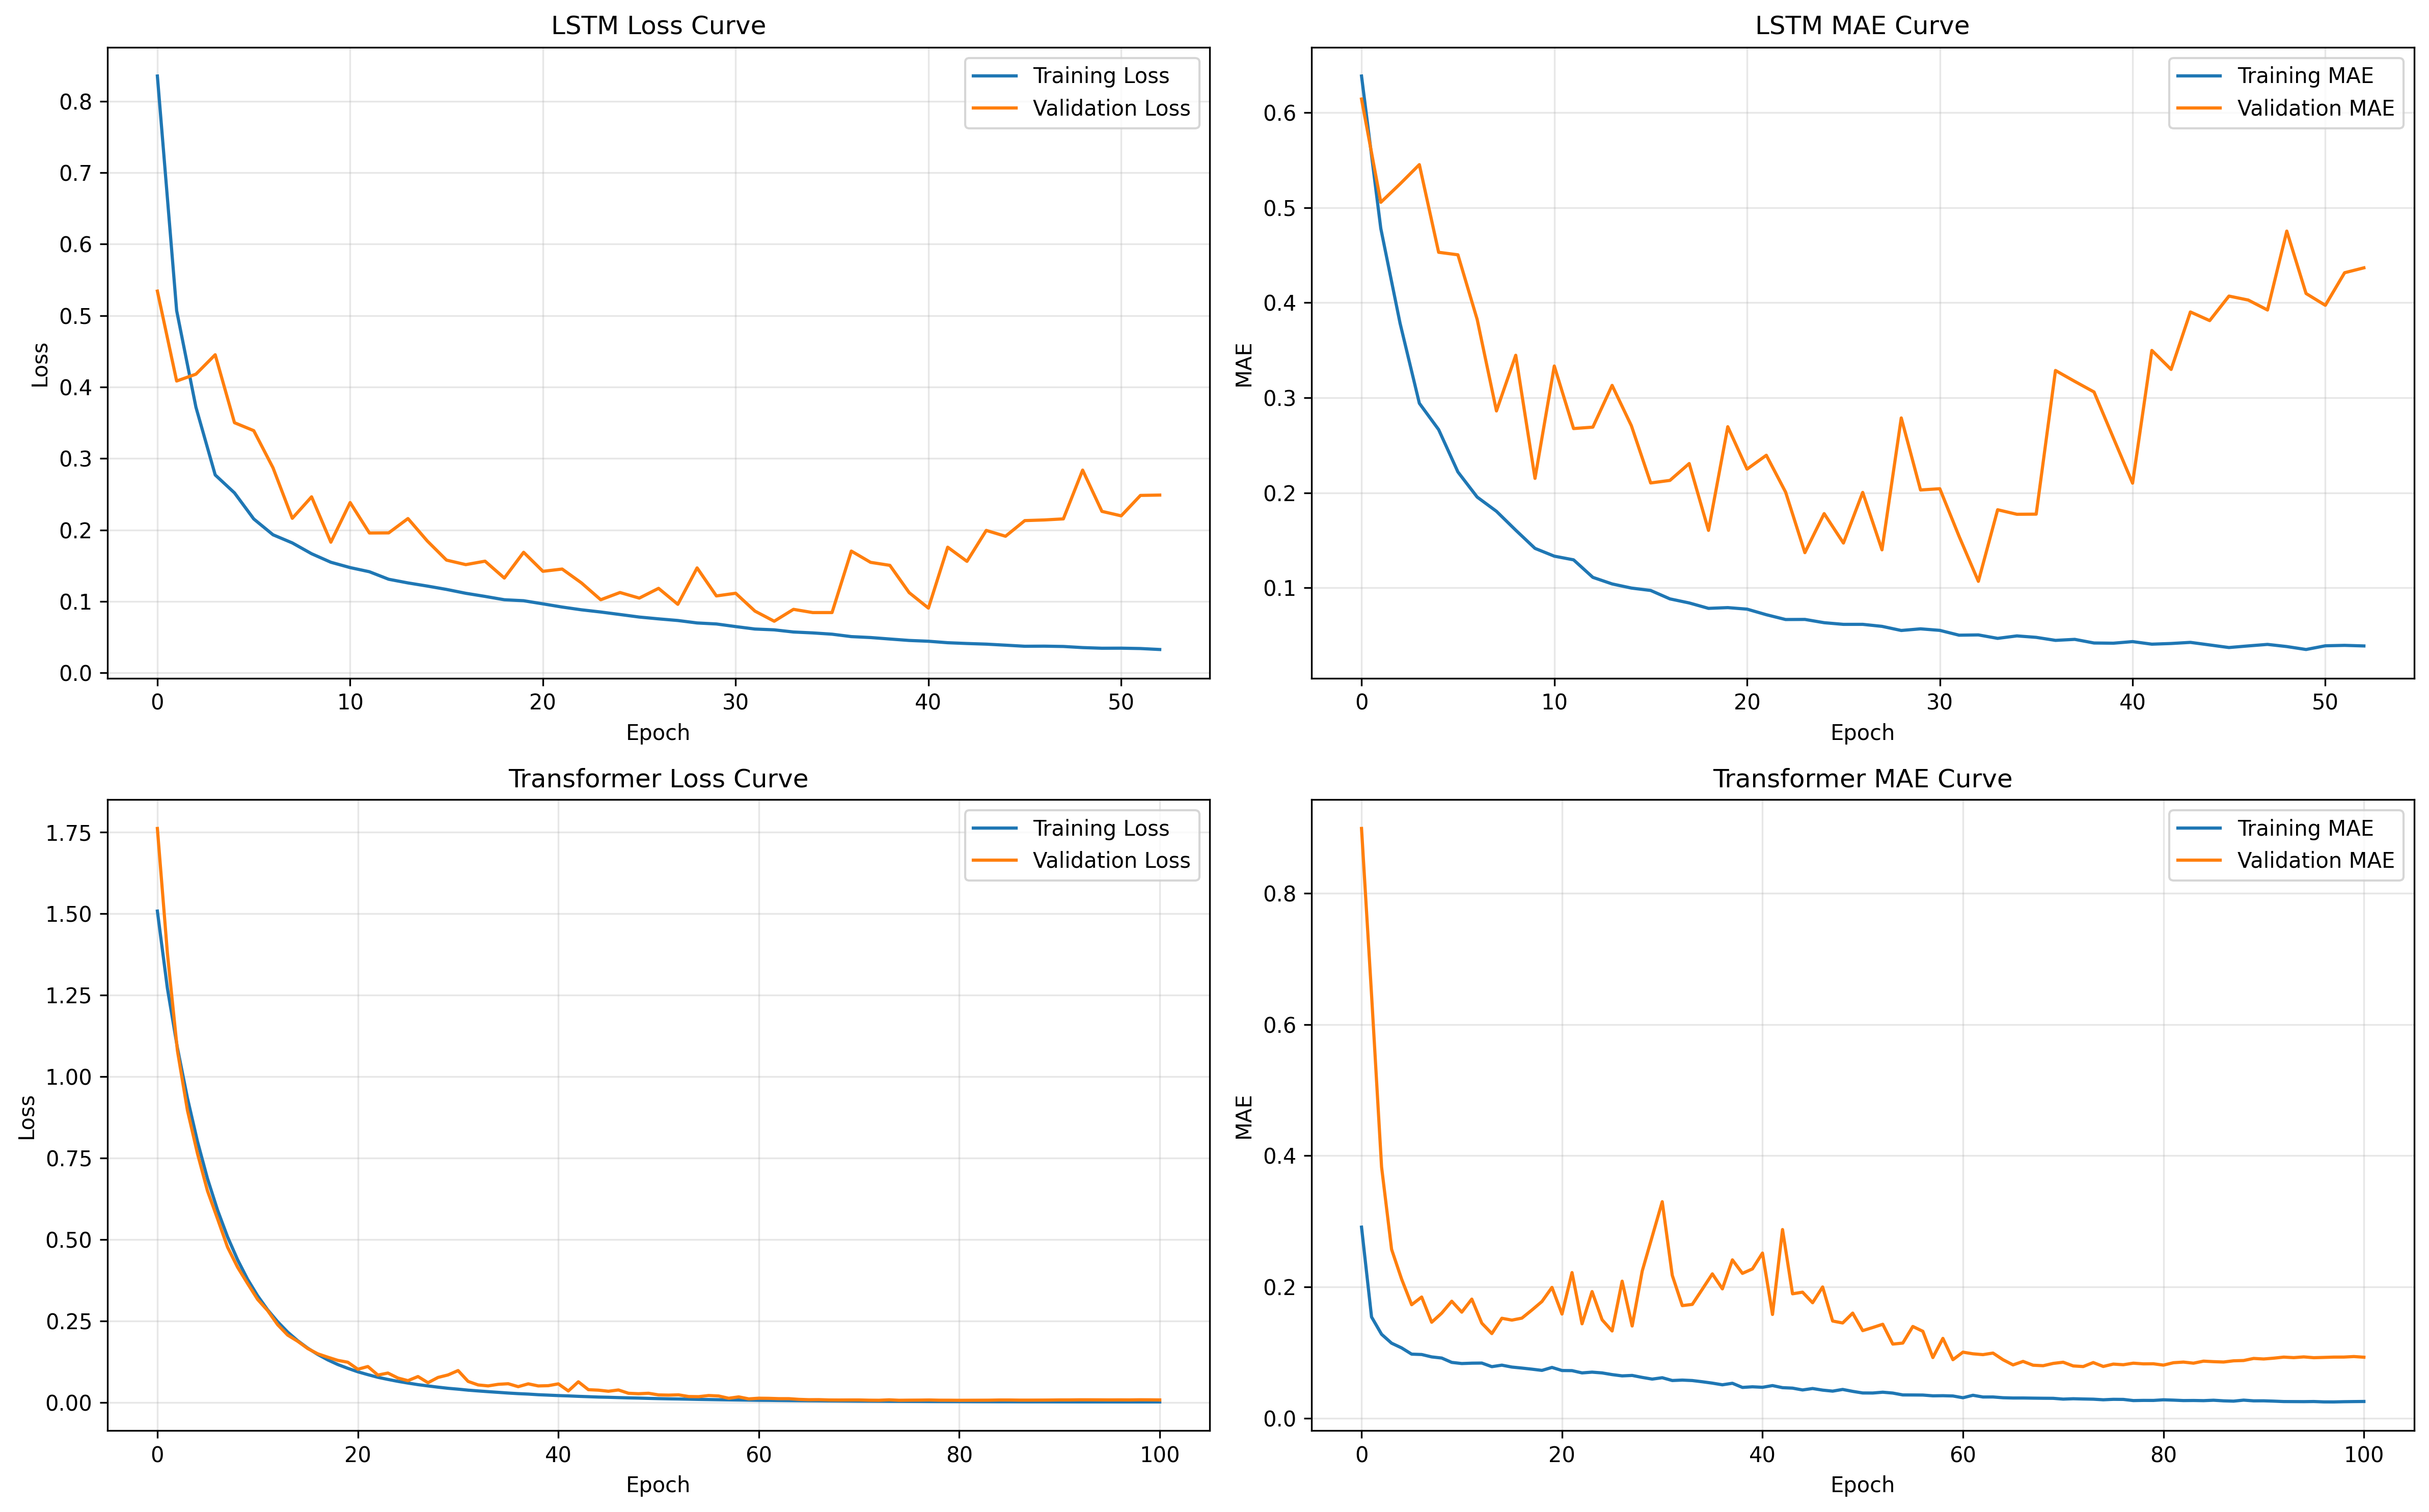 LSTM Loss Curve
Training Loss
Validation Loss
0.8
0.7
0.6
0.5
0.4
0.3
0.2
0.1
0.0
Loss
0 10 20 30 40 50
Epoch
LSTM MAE Curve
Training MAE
Validation MAE
0.6
0.5
0.4
0.3
0.2
0.1
MAE
0 10 20 30 40 50
Epoch
Transformer Loss Curve
Training Loss
Validation Loss
1.75
1.50
1.25
1.00
0.75
0.50
0.25
0.00
Loss
0 20 40 60 80 100
Epoch
Transformer MAE Curve
Training MAE
Validation MAE
0.8
0.6
0.4
0.2
0.0
MAE
0 20 40 60 80 100
Epoch